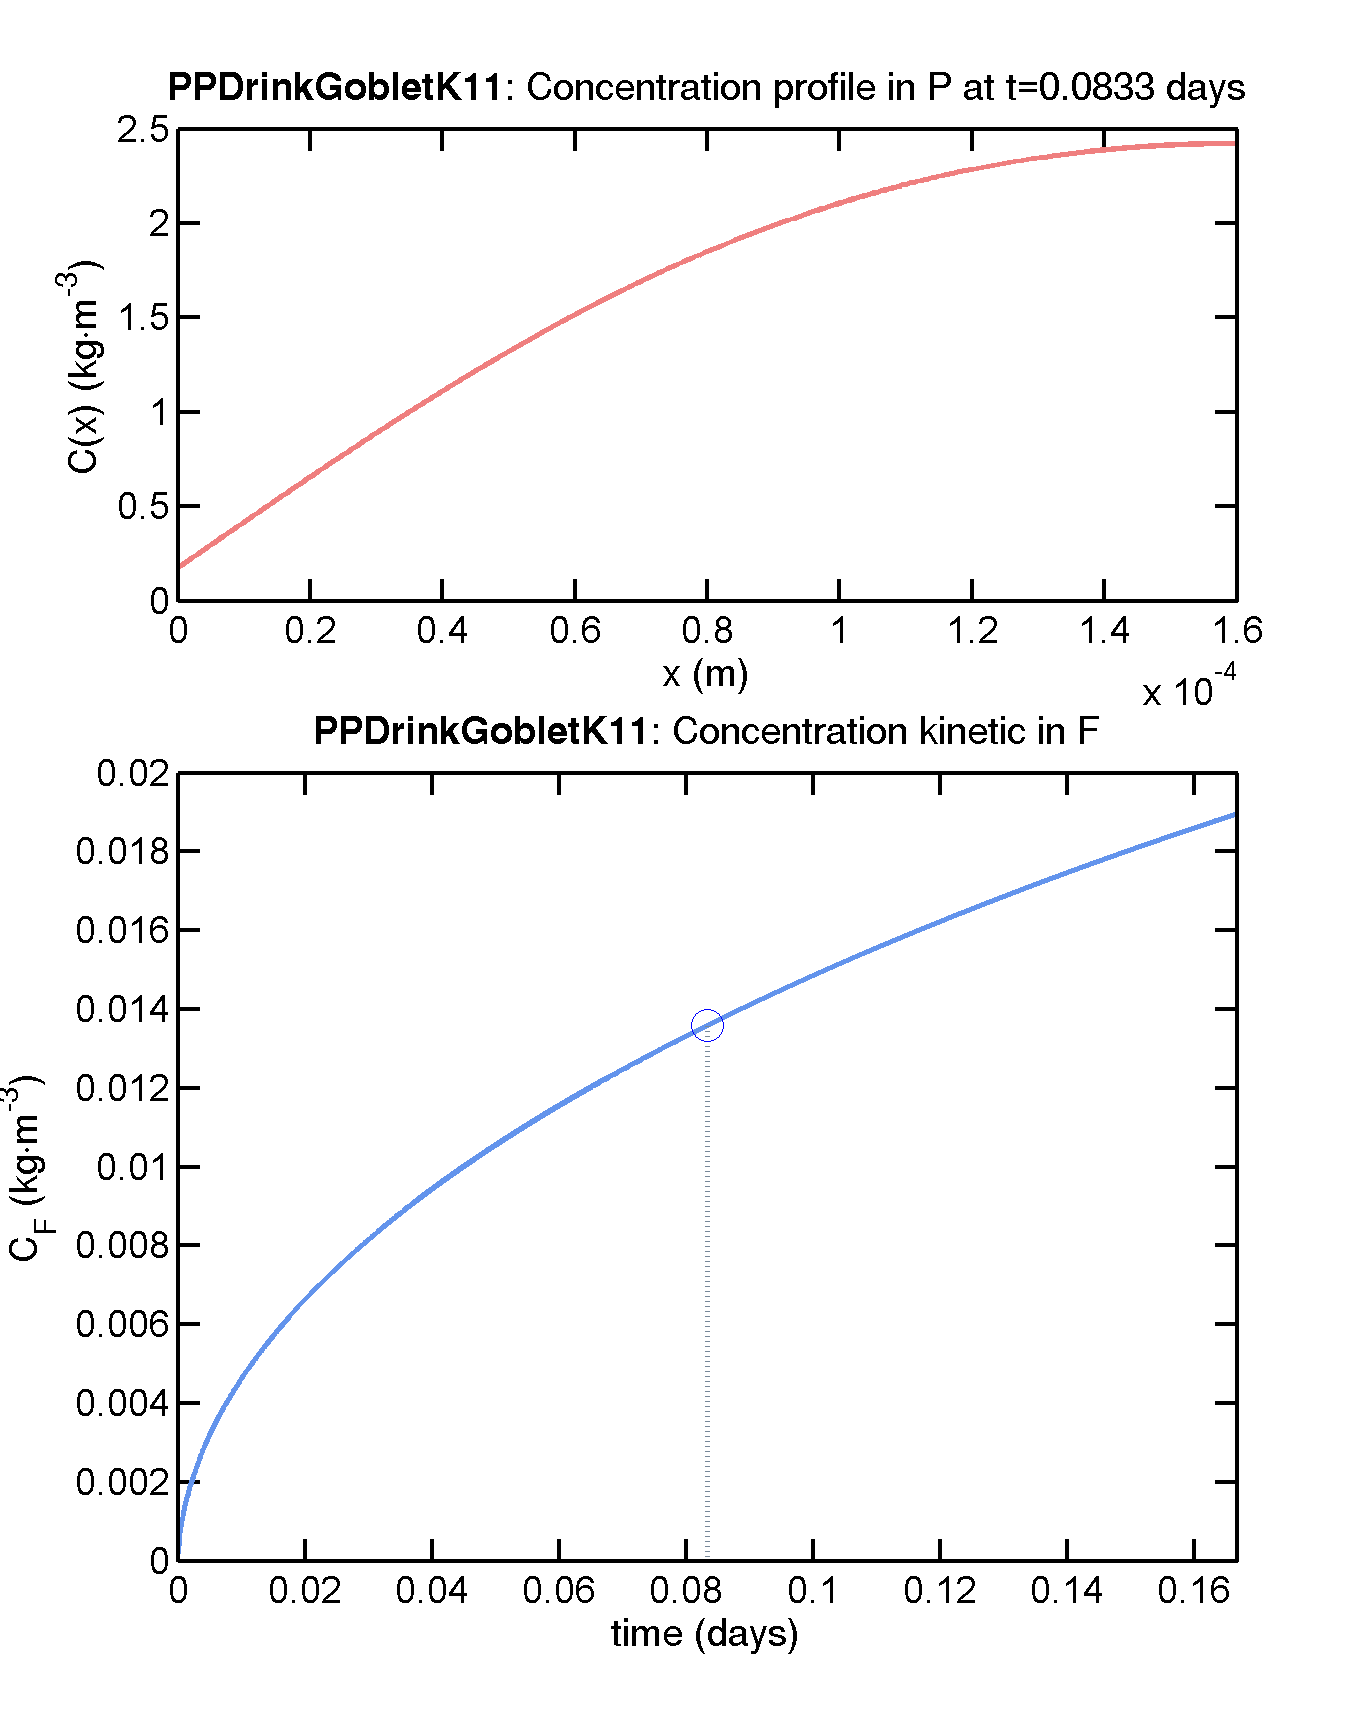 PPDrinkGobletK11: Concentration profile in P at t=0.0833 days
2.5
2
1.5
1
0.5
0
C(x) (kg·m-3)
0 0.2 0.4 0.6 0.8 1 1.2 1.4 1.6
x (m)
x 10-4
PPDrinkGobletK11: Concentration kinetic in F
0.02
0.018
0.016
0.014
0.012
0.01
0.008
0.006
0.004
0.002
0
CF (kg·m-3)
0 0.02 0.04 0.06 0.08 0.1 0.12 0.14 0.16
time (days)